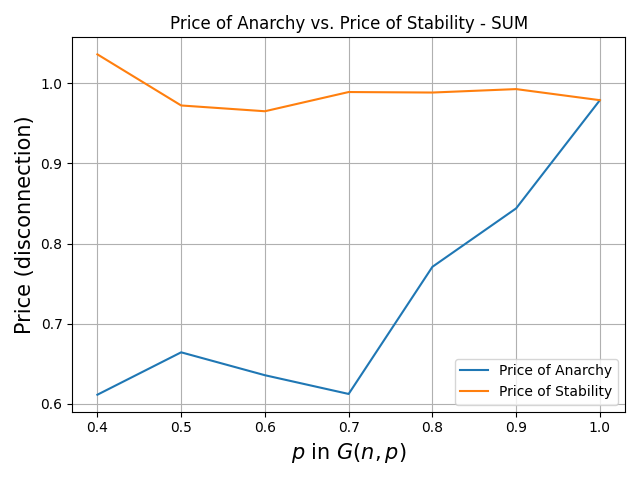 Price of Anarchy vs. Price of Stability - SUM
Price (disconnection)
1.0
0.9
0.8
0.7
0.6
0.4 0.5 0.6 0.7 0.8 0.9 1.0
p in G(n, p)
Price of Anarchy
Price of Stability